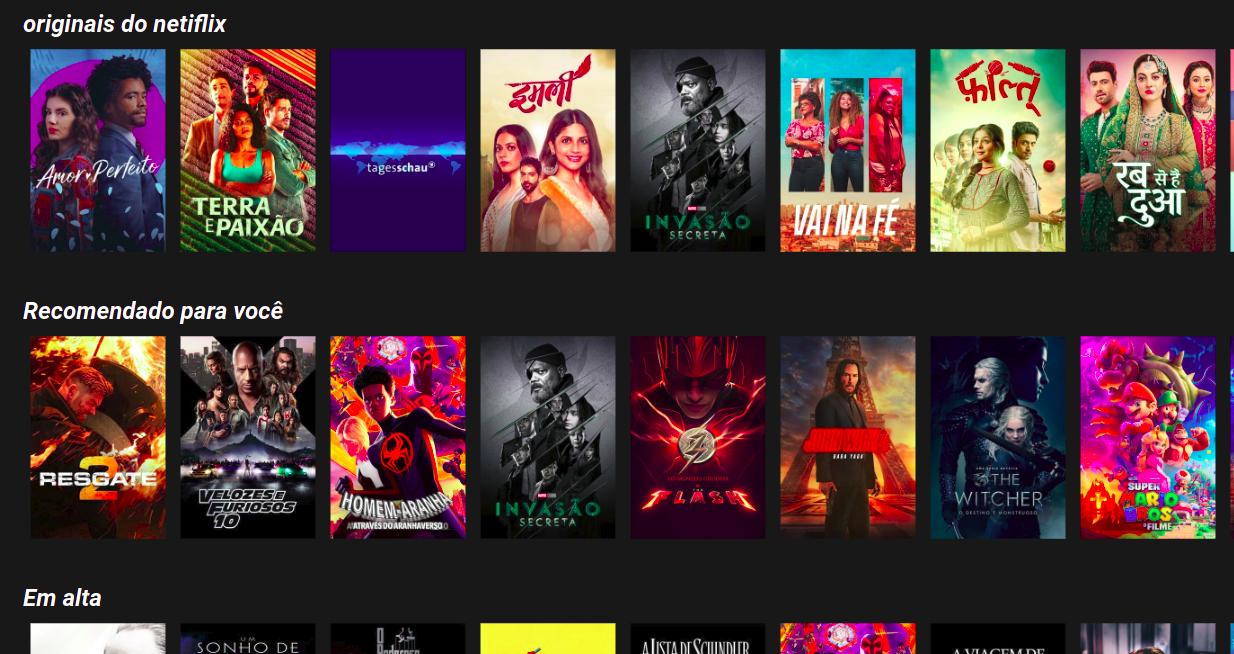 originais do netiflix
Amor Perfeito
TERRA
E PAIXÃO
tagesschau
इमली
INVASÃO
SECRETA
VAI NA FÉ
फ़ाल्तू
रब से है
दुआ
Recomendado para você
RESGATE
2
VELOZES E
FURIOSOS
10
HOMEM-ARANHA
ATRAVÉS DO ARANHAVERSO
INVASÃO
SECRETA
FLASH
JOHN WICK
BABA YAGA
THE
WITCHER
O DESTINO É MONSTRUOSO
SUPER
MARIO
BROS
O FILME
Em alta
UM
SONHO DE
O
A LISTA DE SCHINDLER
A VIAGEM DE